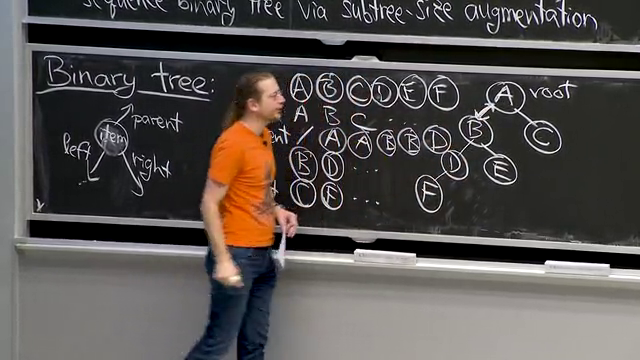 sequence binary tree via subtree-size augmentation
Binary tree:
item
parent
left
right
A B C D E F
A B C
/ A A B B D
B D ...
C E ...
A root
B C
D E
F